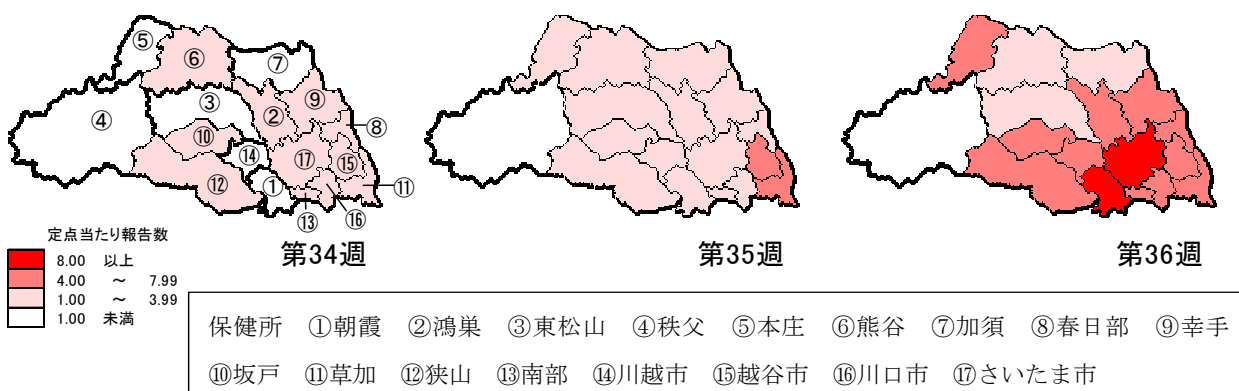 ⑤
⑥
⑦
④
③
②
⑨
⑧
⑩
⑭
⑰
⑮
⑫
①
⑪
⑬
⑯
第34週
第35週
第36週
定点当たり報告数
8.00 以上
4.00 ～ 7.99
1.00 ～ 3.99
1.00 未満
保健所 ①朝霞 ②鴻巣 ③東松山 ④秩父 ⑤本庄 ⑥熊谷 ⑦加須 ⑧春日部 ⑨幸手
⑩坂戸 ⑪草加 ⑫狭山 ⑬南部 ⑭川越市 ⑮越谷市 ⑯川口市 ⑰さいたま市